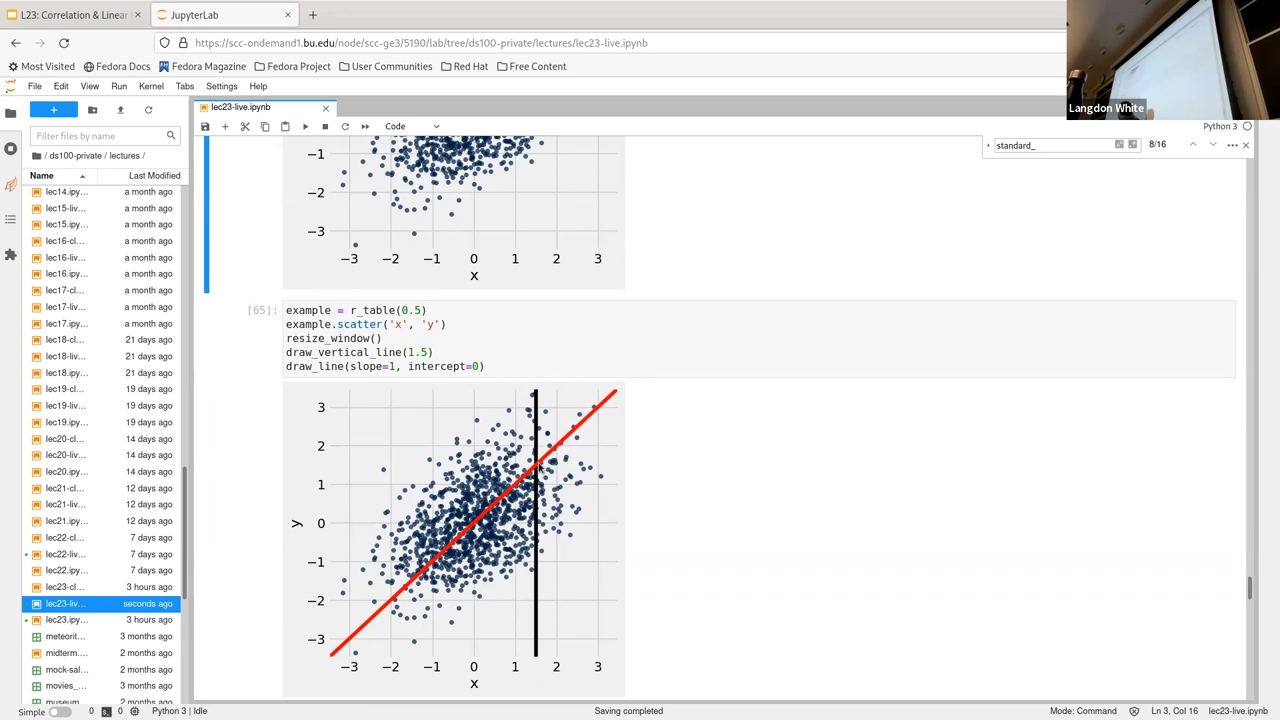 L23: Correlation & Linear
JupyterLab
https://scc-ondemand1.bu.edu/node/scc-ge3/5190/lab/tree/ds100-private/lectures/lec23-live.ipynb
Most Visited
Fedora Docs
Fedora Magazine
Fedora Project
User Communities
Red Hat
Fedora Project
Fedora Content
Langdon White
File Edit View Run Kernel Tabs Settings Help
+
Filter files by name
/ ds100-private / lectures /
Name Last Modified
lec14.ipy... a month ago
lec15-liv... a month ago
lec15.ipy... a month ago
lec16-cl... a month ago
lec16-liv... a month ago
lec16.ipy... a month ago
lec17-cl... a month ago
lec17-liv... a month ago
lec17.ipy... a month ago
lec18-cl... 21 days ago
lec18-liv... 21 days ago
lec18.ipy... 21 days ago
lec19-cl... 19 days ago
lec19-liv... 19 days ago
lec19.ipy... 19 days ago
lec20-cl... 14 days ago
lec20-liv... 14 days ago
lec20.ipy... 14 days ago
lec21-cl... 12 days ago
lec21-liv... 12 days ago
lec21.ipy... 12 days ago
lec22-cl... 7 days ago
lec22-liv... 7 days ago
lec22.ipy... 7 days ago
lec23-cl... 3 hours ago
lec23-liv... seconds ago
lec23.ipy... 3 hours ago
meteorit... 3 months ago
midterm.... 2 months ago
mock-sal... 2 months ago
movies_... 3 months ago
museum 2 months ago
lec23-live.ipynb
Code
Python 3
standard_
8/16
−1
−2
−3
−3 −2 −1 0 1 2 3
x
[65]:
example = r_table(0.5)
example.scatter('x', 'y')
resize_window()
draw_vertical_line(1.5)
draw_line(slope=1, intercept=0)
3
2
1
0
−1
−2
−3
y
−3 −2 −1 0 1 2 3
x
Simple
0
0
Python 3 | Idle
Saving completed
Mode: Command
Ln 3, Col 16
lec23-live.ipynb